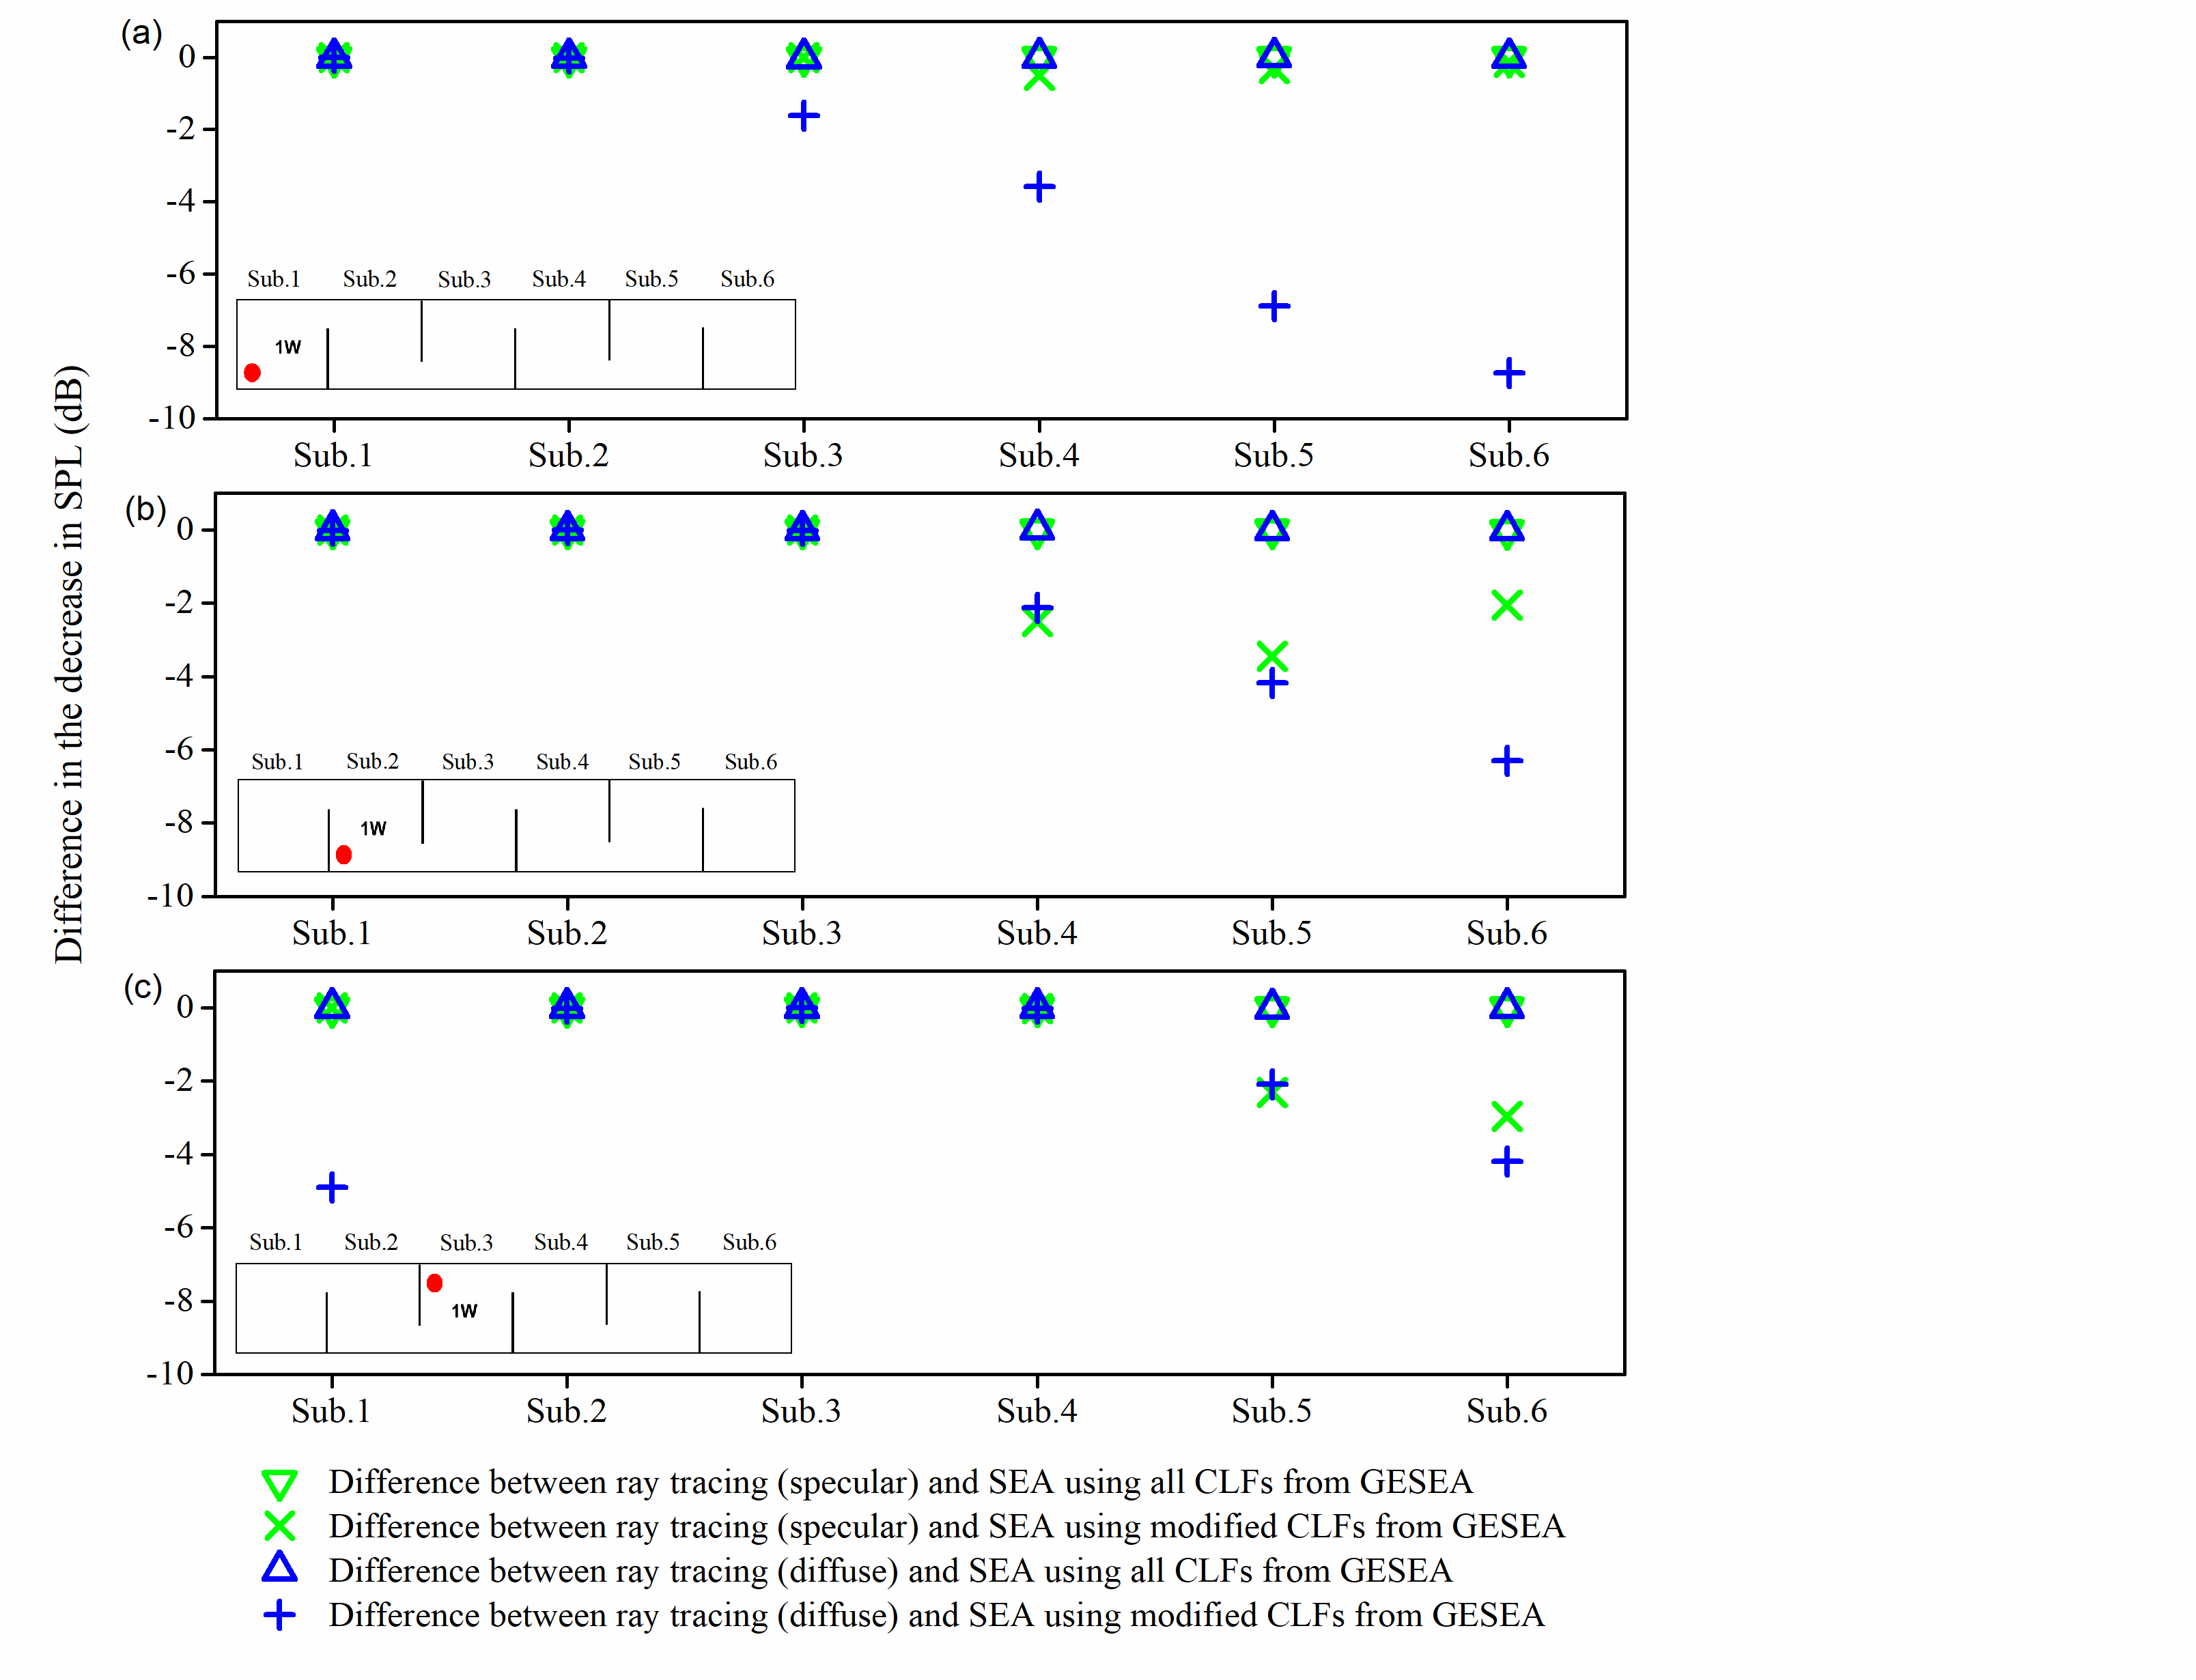 (a)
0
-2
-4
-6
-8
-10
Sub.1 Sub.2 Sub.3 Sub.4 Sub.5 Sub.6
1W
Sub.1 Sub.2 Sub.3 Sub.4 Sub.5 Sub.6
Difference in the decrease in SPL (dB)
(b)
0
-2
-4
-6
-8
-10
Sub.1 Sub.2 Sub.3 Sub.4 Sub.5 Sub.6
1W
Sub.1 Sub.2 Sub.3 Sub.4 Sub.5 Sub.6
(c)
0
-2
-4
-6
-8
-10
Sub.1 Sub.2 Sub.3 Sub.4 Sub.5 Sub.6
1W
Sub.1 Sub.2 Sub.3 Sub.4 Sub.5 Sub.6
Difference between ray tracing (specular) and SEA using all CLFs from GESEA
Difference between ray tracing (specular) and SEA using modified CLFs from GESEA
Difference between ray tracing (diffuse) and SEA using all CLFs from GESEA
Difference between ray tracing (diffuse) and SEA using modified CLFs from GESEA